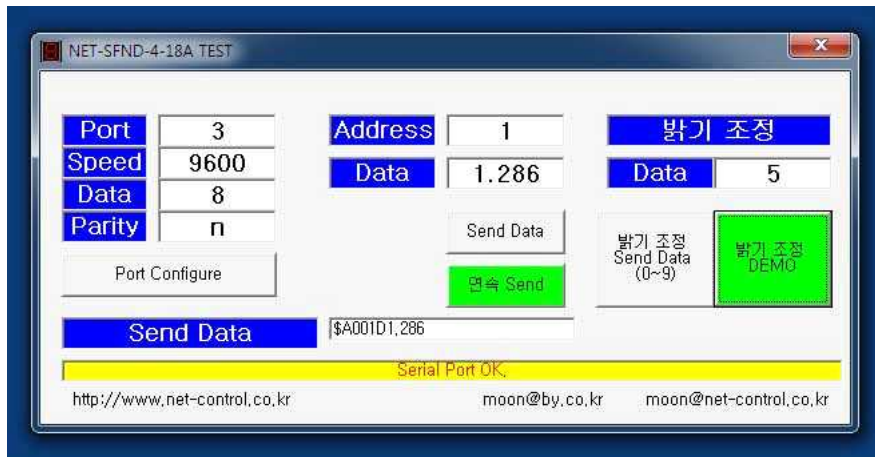 NET-SFND-4-18A TEST
Port 3 Address 1 밝기 조정
Speed 9600 Data 1.286 Data 5
Data 8
Parity n Send Data 밝기 조정 Send Data (0~9) 밝기 조정 DEMO
Port Configure 연속 Send
Send Data $A001D1,286
Serial Port OK,
http://www.net-control.co.kr moon@by.co.kr moon@net-control.co.kr